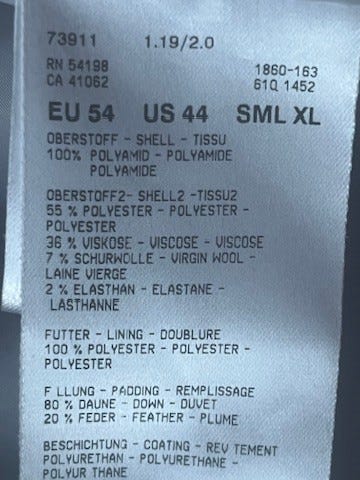 73911 1.19/2.0
RN 54198 1860-163
CA 41062 61Q 1452
EU 54 US 44 SML XL
OBERSTOFF - SHELL - TISSU
100% POLYAMID - POLYAMIDE
POLYAMIDE
OBERSTOFF2- SHELL2 -TISSU2
55 % POLYESTER - POLYESTER -
POLYESTER
36 % VISKOSE - VISCOSE - VISCOSE
7 % SCHURWOLLE - VIRGIN WOOL -
LAINE VIERGE
2 % ELASTHAN - ELASTANE -
LASTHANNE
FUTTER - LINING - DOUBLURE
100 % POLYESTER - POLYESTER -
POLYESTER
F LLUNG - PADDING - REMPLISSAGE
80 % DAUNE - DOWN - DUVET
20 % FEDER - FEATHER - PLUME
BESCHICHTUNG - COATING - REV TEMENT
POLYURETHAN - POLYURETHANE -
POLYUR THANE